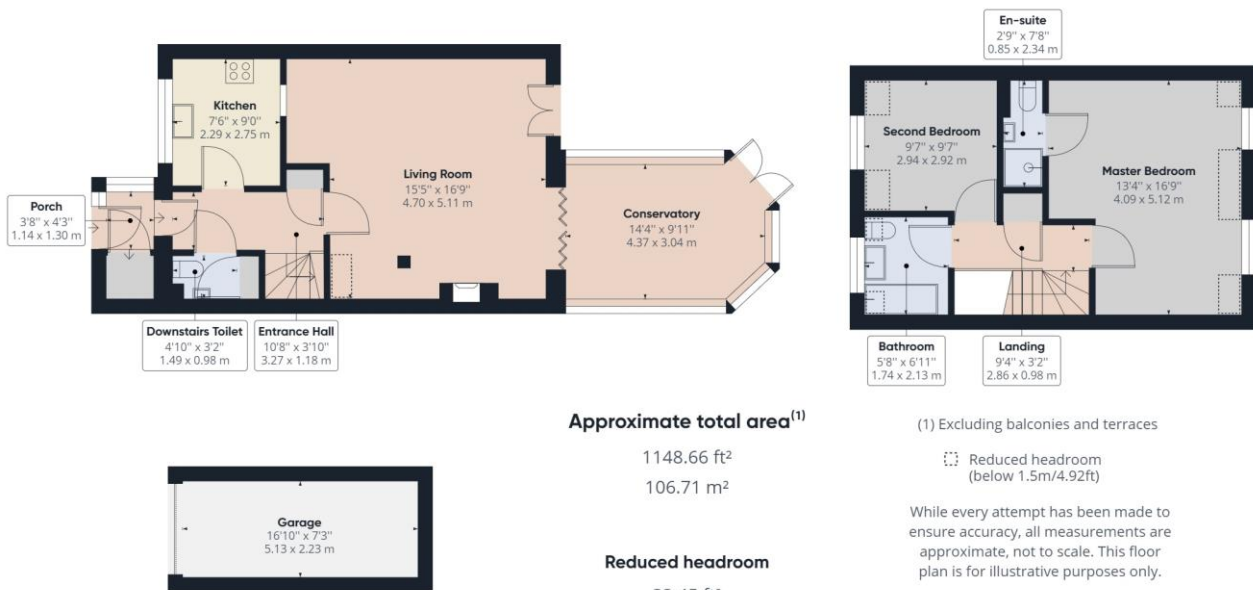 En-suite
2'9" x 7'8"
0.85 x 2.34 m
Kitchen
7'6" x 9'0"
2.29 x 2.75 m
Living Room
15'5" x 16'9"
4.70 x 5.11 m
Porch
3'8" x 4'3"
1.14 x 1.30 m
Conservatory
14'4" x 9'11"
4.37 x 3.04 m
Second Bedroom
9'7" x 9'7"
2.94 x 2.92 m
Master Bedroom
13'4" x 16'9"
4.09 x 5.12 m
Downstairs Toilet
4'10" x 3'2"
1.49 x 0.98 m
Entrance Hall
10'8" x 3'10"
3.27 x 1.18 m
Bathroom
5'8" x 6'11"
1.74 x 2.13 m
Landing
9'4" x 3'2"
2.86 x 0.98 m
Garage
16'10" x 7'3"
5.13 x 2.23 m
Approximate total area(1)
1148.66 ft²
106.71 m²
Reduced headroom
(1) Excluding balconies and terraces
Reduced headroom
(below 1.5m/4.92ft)
While every attempt has been made to
ensure accuracy, all measurements are
approximate, not to scale. This floor
plan is for illustrative purposes only.